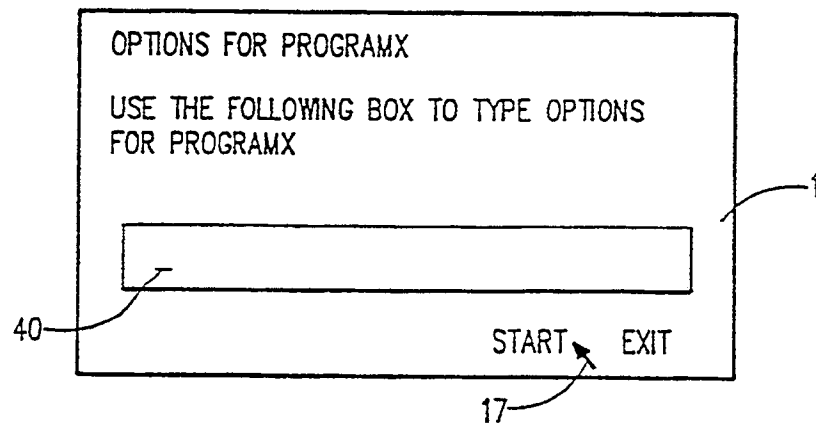 OPTIONS FOR PROGRAMX
USE THE FOLLOWING BOX TO TYPE OPTIONS
FOR PROGRAMX
40
START EXIT
17